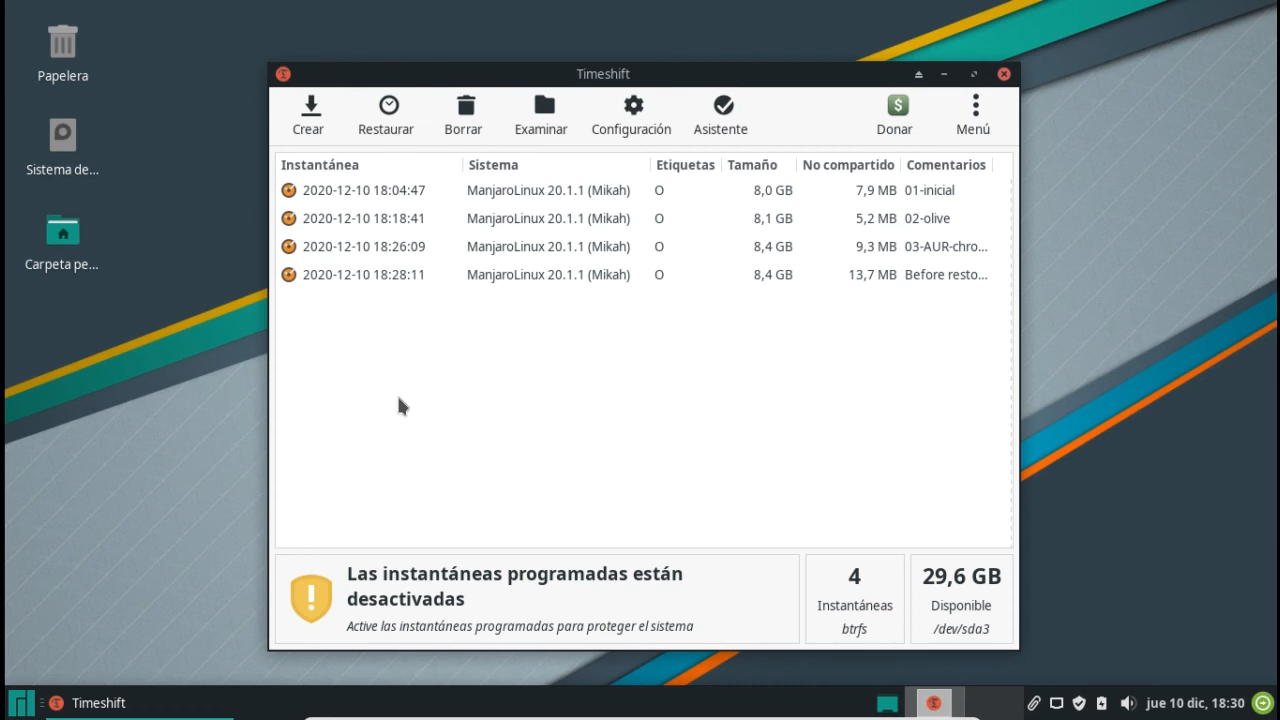 Papelera
Sistema de...
Carpeta pe...
Timeshift
Crear
Restaurar
Borrar
Examinar
Configuración
Asistente
$
Donar
Menú
Instantánea Sistema Etiquetas Tamaño No compartido Comentarios
2020-12-10 18:04:47 ManjaroLinux 20.1.1 (Mikah) O 8,0 GB 7,9 MB 01-inicial
2020-12-10 18:18:41 ManjaroLinux 20.1.1 (Mikah) O 8,1 GB 5,2 MB 02-olive
2020-12-10 18:26:09 ManjaroLinux 20.1.1 (Mikah) O 8,4 GB 9,3 MB 03-AUR-chro...
2020-12-10 18:28:11 ManjaroLinux 20.1.1 (Mikah) O 8,4 GB 13,7 MB Before resto...
Las instantáneas programadas están
desactivadas
Active las instantáneas programadas para proteger el sistema
4
Instantáneas
btrfs
29,6 GB
Disponible
/dev/sda3
Timeshift
jue 10 dic, 18:30